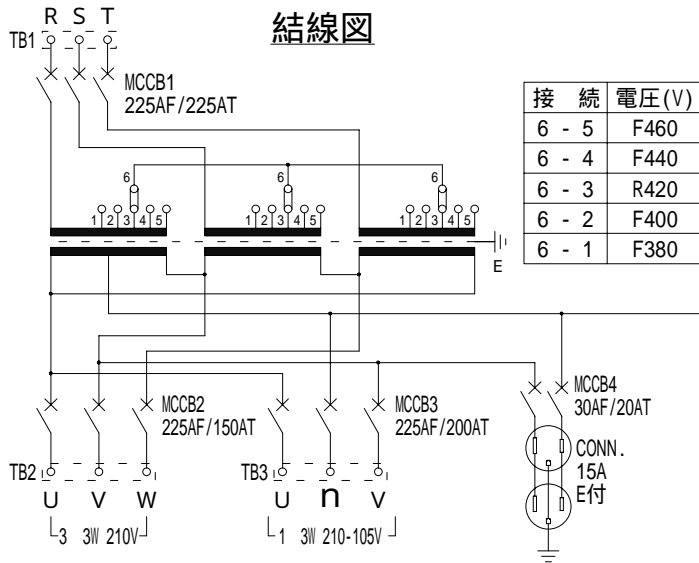 結線図
R S T
TB1
MCCB1
225AF/225AT
接 続 電圧(V)
6 - 5 F460
6 - 4 F440
6 - 3 R420
6 - 2 F400
6 - 1 F380
6 6 6
1 2 3 4 5 1 2 3 4 5 1 2 3 4 5
E
MCCB2
225AF/150AT
MCCB3
225AF/200AT
MCCB4
30AF/20AT
CONN.
15A
E付
TB2
U V W
3 3W 210V
TB3
U n V
1 3W 210-105V